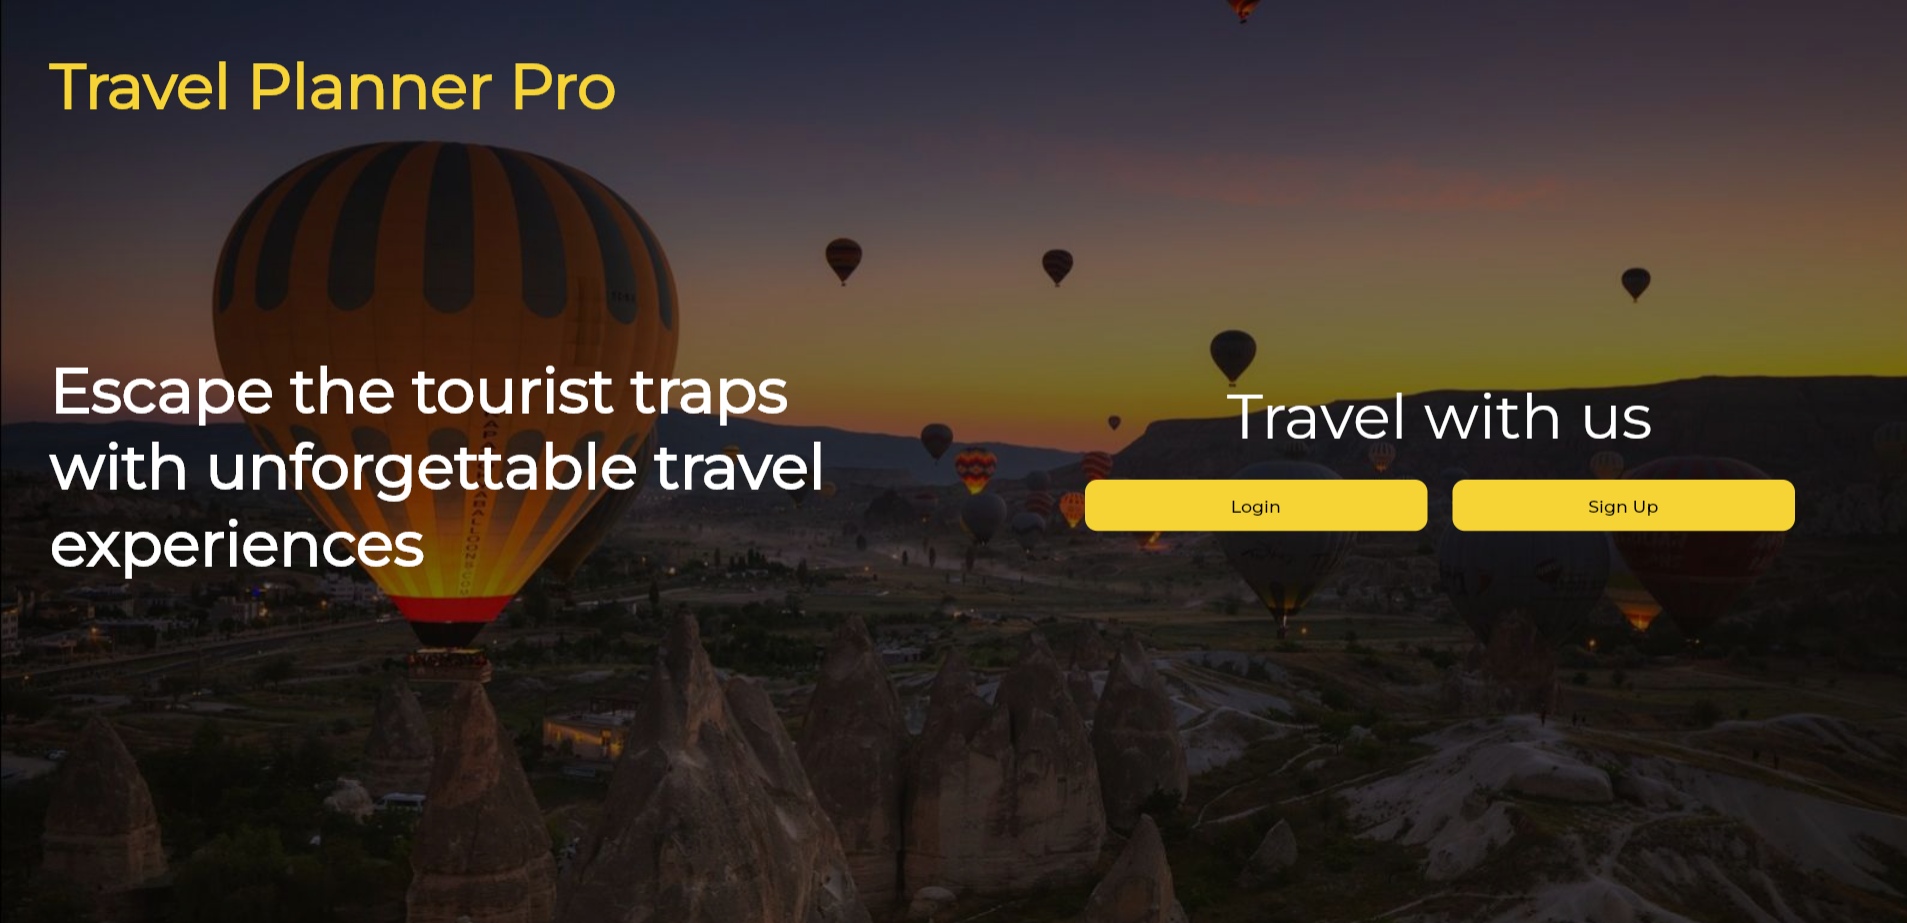 Travel Planner Pro
Escape the tourist traps
with unforgettable travel
experiences
Travel with us
Login
Sign Up